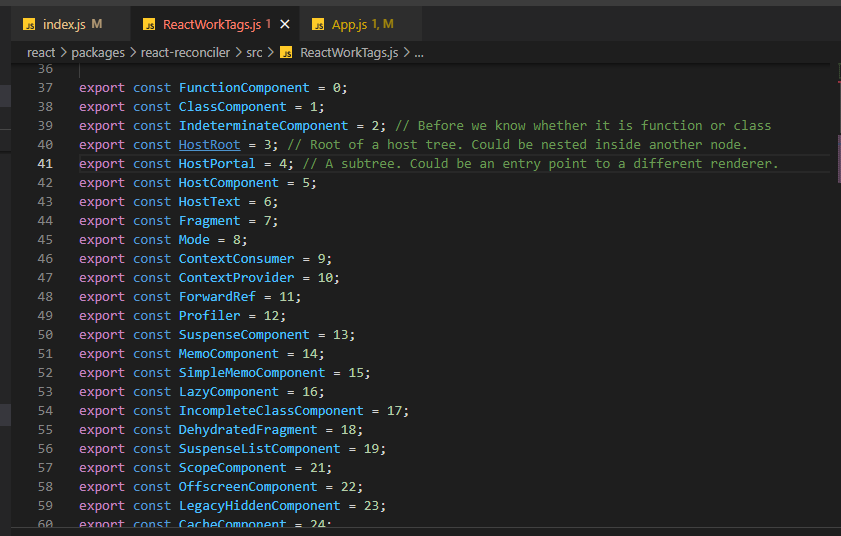 index.js M
ReactWorkTags.js 1
App.js 1, M
react > packages > react-reconciler > src > ReactWorkTags.js > ...
36
37 export const FunctionComponent = 0;
38 export const ClassComponent = 1;
39 export const IndeterminateComponent = 2; // Before we know whether it is function or class
40 export const HostRoot = 3; // Root of a host tree. Could be nested inside another node.
41 export const HostPortal = 4; // A subtree. Could be an entry point to a different renderer.
42 export const HostComponent = 5;
43 export const HostText = 6;
44 export const Fragment = 7;
45 export const Mode = 8;
46 export const ContextConsumer = 9;
47 export const ContextProvider = 10;
48 export const ForwardRef = 11;
49 export const Profiler = 12;
50 export const SuspenseComponent = 13;
51 export const MemoComponent = 14;
52 export const SimpleMemoComponent = 15;
53 export const LazyComponent = 16;
54 export const IncompleteClassComponent = 17;
55 export const DehydratedFragment = 18;
56 export const SuspenseListComponent = 19;
57 export const ScopeComponent = 21;
58 export const OffscreenComponent = 22;
59 export const LegacyHiddenComponent = 23;
60 export const CacheComponent = 24;